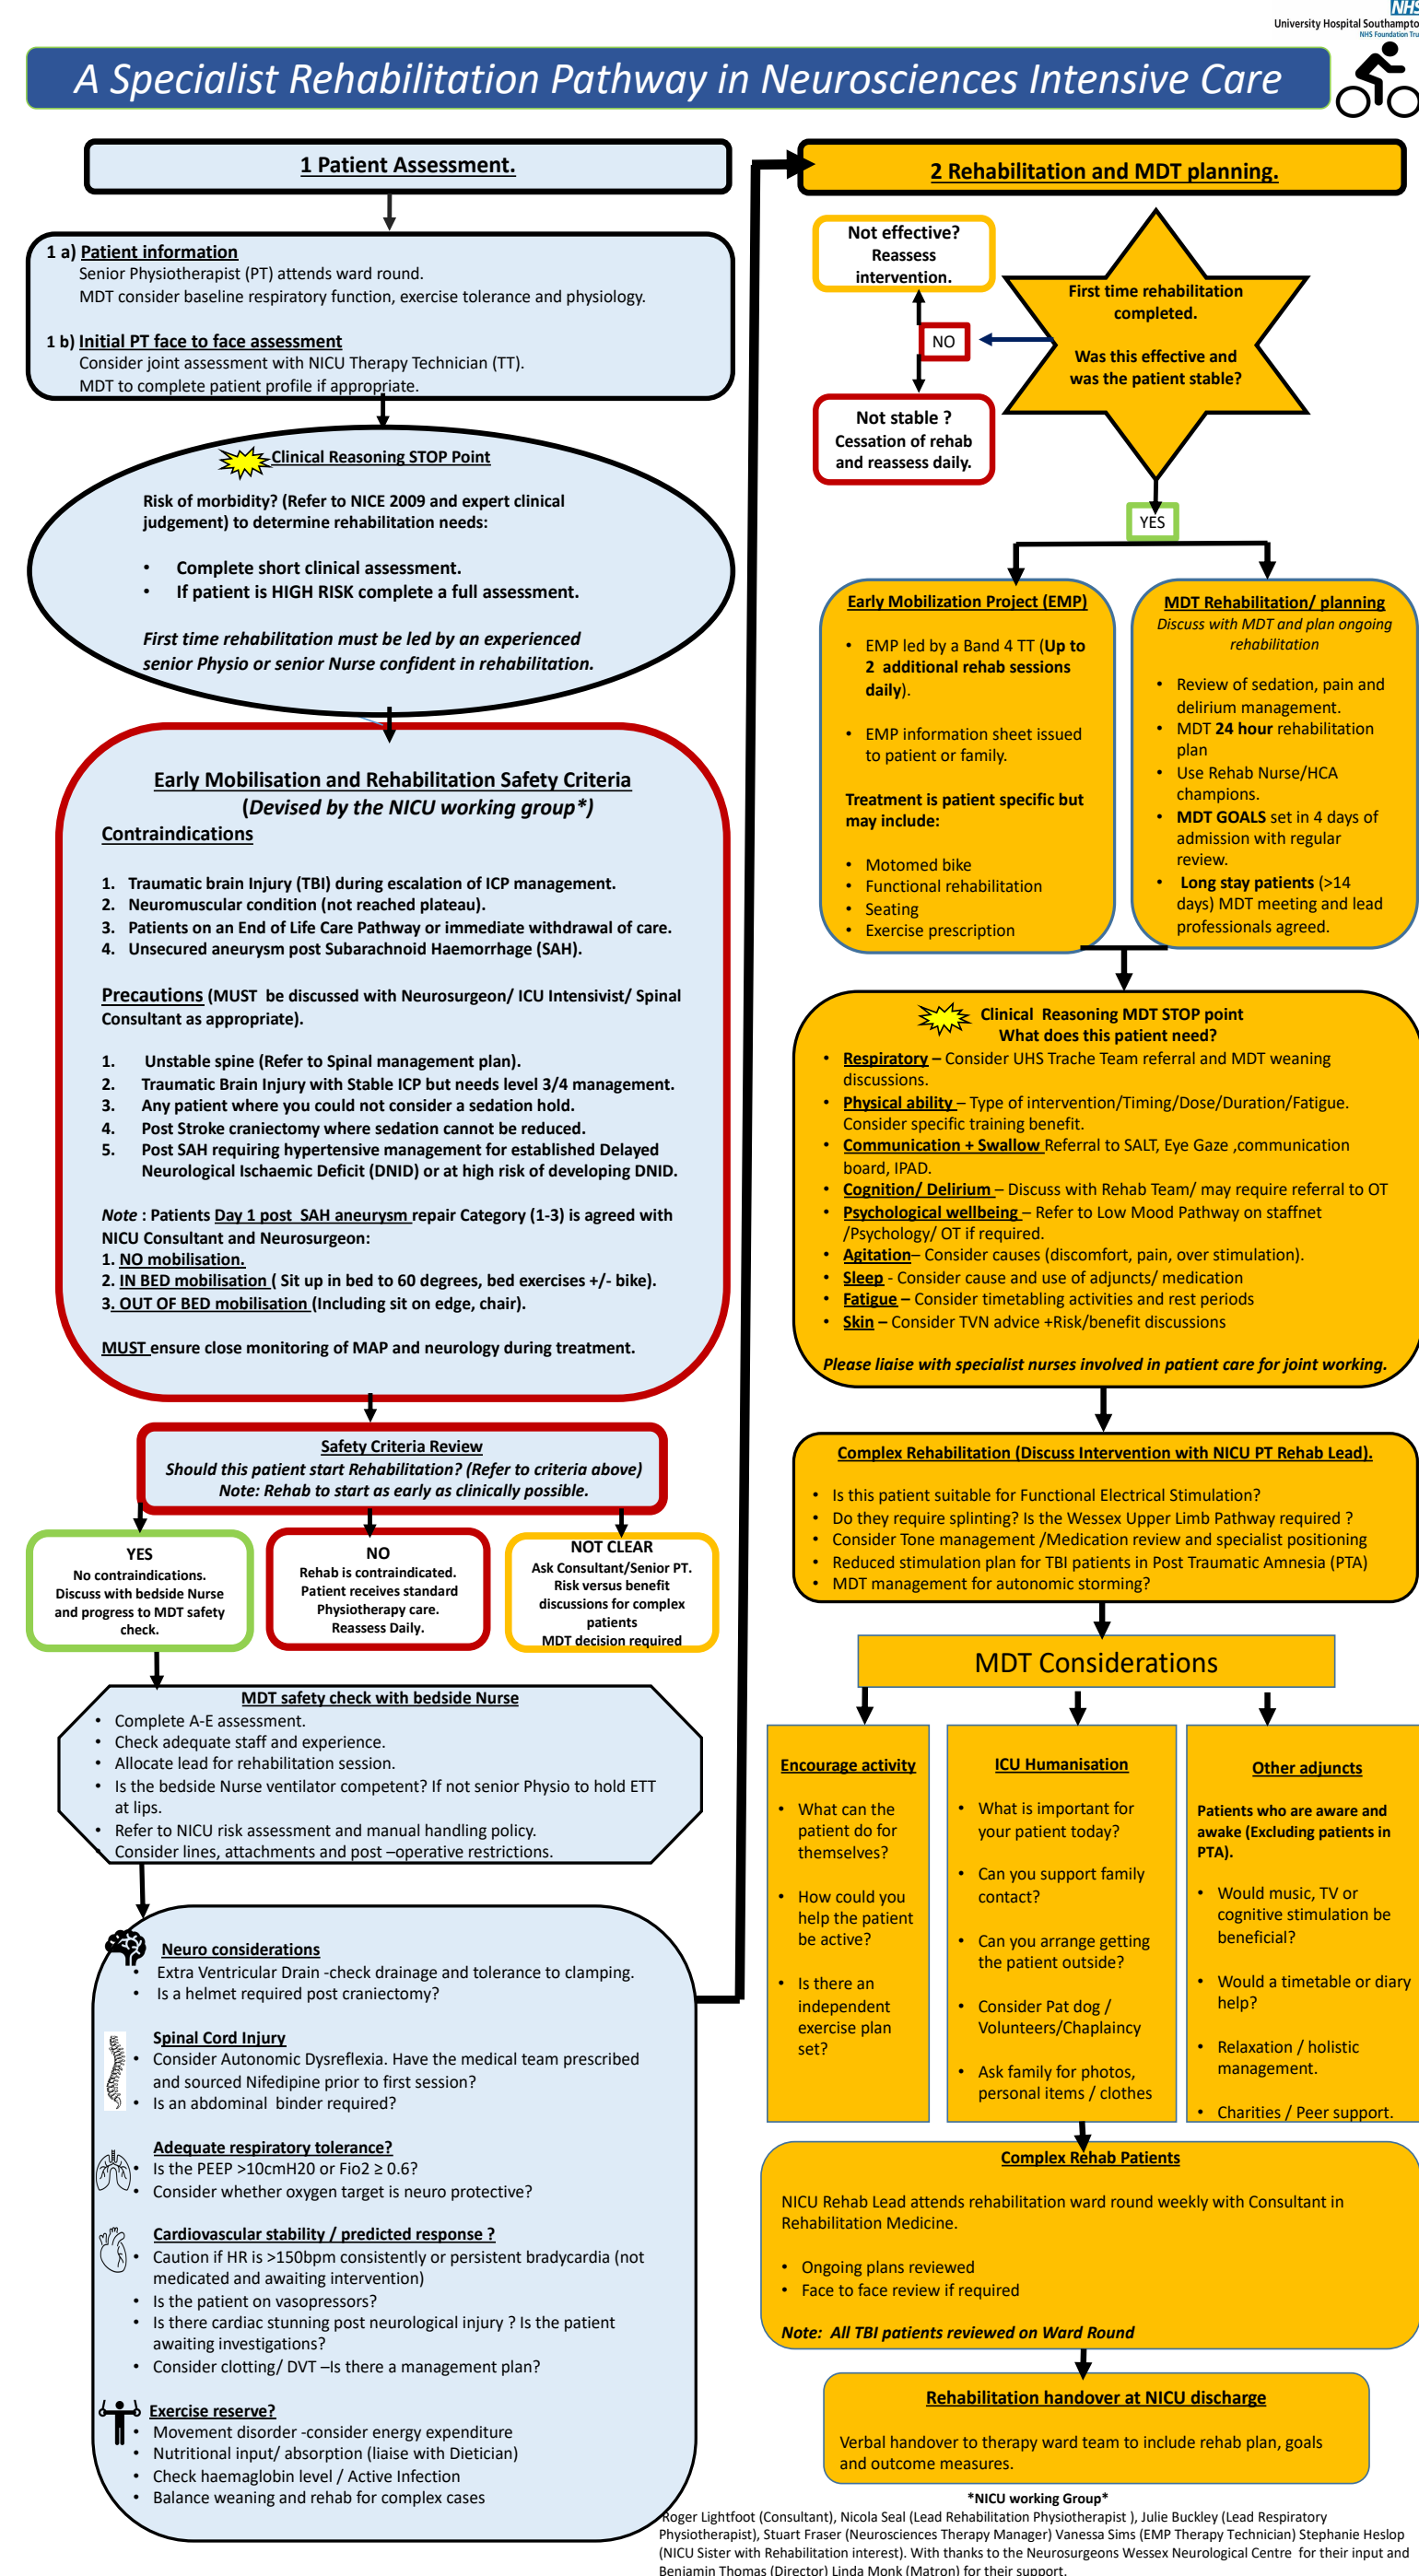 NHS
University Hospital Southampto
NHS Foundation Tru
A Specialist Rehabilitation Pathway in Neurosciences Intensive Care
1 Patient Assessment.
1 a) Patient information
Senior Physiotherapist (PT) attends ward round.
MDT consider baseline respiratory function, exercise tolerance and physiology.
1 b) Initial PT face to face assessment
Consider joint assessment with NICU Therapy Technician (TT).
MDT to complete patient profile if appropriate.
Clinical Reasoning STOP Point
Risk of morbidity? (Refer to NICE 2009 and expert clinical
judgement) to determine rehabilitation needs:
• Complete short clinical assessment.
• If patient is HIGH RISK complete a full assessment.
First time rehabilitation must be led by an experienced
senior Physio or senior Nurse confident in rehabilitation.
Early Mobilisation and Rehabilitation Safety Criteria
(Devised by the NICU working group*)
Contraindications
1. Traumatic brain Injury (TBI) during escalation of ICP management.
2. Neuromuscular condition (not reached plateau).
3. Patients on an End of Life Care Pathway or immediate withdrawal of care.
4. Unsecured aneurysm post Subarachnoid Haemorrhage (SAH).
Precautions (MUST be discussed with Neurosurgeon/ ICU Intensivist/ Spinal
Consultant as appropriate).
1. Unstable spine (Refer to Spinal management plan).
2. Traumatic Brain Injury with Stable ICP but needs level 3/4 management.
3. Any patient where you could not consider a sedation hold.
4. Post Stroke craniectomy where sedation cannot be reduced.
5. Post SAH requiring hypertensive management for established Delayed
Neurological Ischaemic Deficit (DNID) or at high risk of developing DNID.
Note : Patients Day 1 post SAH aneurysm repair Category (1-3) is agreed with
NICU Consultant and Neurosurgeon:
1. NO mobilisation.
2. IN BED mobilisation ( Sit up in bed to 60 degrees, bed exercises +/- bike).
3. OUT OF BED mobilisation (Including sit on edge, chair).
MUST ensure close monitoring of MAP and neurology during treatment.
Safety Criteria Review
Should this patient start Rehabilitation? (Refer to criteria above)
Note: Rehab to start as early as clinically possible.
YES
No contraindications.
Discuss with bedside Nurse
and progress to MDT safety
check.
NO
Rehab is contraindicated.
Patient receives standard
Physiotherapy care.
Reassess Daily.
NOT CLEAR
Ask Consultant/Senior PT.
Risk versus benefit
discussions for complex
patients
MDT decision required
MDT safety check with bedside Nurse
• Complete A-E assessment.
• Check adequate staff and experience.
• Allocate lead for rehabilitation session.
• Is the bedside Nurse ventilator competent? If not senior Physio to hold ETT
at lips.
• Refer to NICU risk assessment and manual handling policy.
• Consider lines, attachments and post –operative restrictions.
Neuro considerations
• Extra Ventricular Drain -check drainage and tolerance to clamping.
• Is a helmet required post craniectomy?
Spinal Cord Injury
• Consider Autonomic Dysreflexia. Have the medical team prescribed
and sourced Nifedipine prior to first session?
• Is an abdominal binder required?
Adequate respiratory tolerance?
• Is the PEEP >10cmH20 or Fio2 ≥ 0.6?
• Consider whether oxygen target is neuro protective?
Cardiovascular stability / predicted response ?
• Caution if HR is >150bpm consistently or persistent bradycardia (not
medicated and awaiting intervention)
• Is the patient on vasopressors?
• Is there cardiac stunning post neurological injury ? Is the patient
awaiting investigations?
• Consider clotting/ DVT –Is there a management plan?
Exercise reserve?
• Movement disorder -consider energy expenditure
• Nutritional input/ absorption (liaise with Dietician)
• Check haemaglobin level / Active Infection
• Balance weaning and rehab for complex cases
2 Rehabilitation and MDT planning.
Not effective?
Reassess
intervention.
NO
Not stable ?
Cessation of rehab
and reassess daily.
First time rehabilitation
completed.
Was this effective and
was the patient stable?
YES
Early Mobilization Project (EMP)
• EMP led by a Band 4 TT (Up to
2 additional rehab sessions
daily).
• EMP information sheet issued
to patient or family.
Treatment is patient specific but
may include:
• Motomed bike
• Functional rehabilitation
• Seating
• Exercise prescription
MDT Rehabilitation/ planning
Discuss with MDT and plan ongoing
rehabilitation
• Review of sedation, pain and
delirium management.
• MDT 24 hour rehabilitation
plan
• Use Rehab Nurse/HCA
champions.
• MDT GOALS set in 4 days of
admission with regular
review.
• Long stay patients (>14
days) MDT meeting and lead
professionals agreed.
Clinical Reasoning MDT STOP point
What does this patient need?
• Respiratory – Consider UHS Trache Team referral and MDT weaning
discussions.
• Physical ability – Type of intervention/Timing/Dose/Duration/Fatigue.
Consider specific training benefit.
• Communication + Swallow Referral to SALT, Eye Gaze ,communication
board, IPAD.
• Cognition/ Delirium – Discuss with Rehab Team/ may require referral to OT
• Psychological wellbeing – Refer to Low Mood Pathway on staffnet
/Psychology/ OT if required.
• Agitation– Consider causes (discomfort, pain, over stimulation).
• Sleep - Consider cause and use of adjuncts/ medication
• Fatigue – Consider timetabling activities and rest periods
• Skin – Consider TVN advice +Risk/benefit discussions
Please liaise with specialist nurses involved in patient care for joint working.
Complex Rehabilitation (Discuss Intervention with NICU PT Rehab Lead).
• Is this patient suitable for Functional Electrical Stimulation?
• Do they require splinting? Is the Wessex Upper Limb Pathway required ?
• Consider Tone management /Medication review and specialist positioning
• Reduced stimulation plan for TBI patients in Post Traumatic Amnesia (PTA)
• MDT management for autonomic storming?
MDT Considerations
Encourage activity
• What can the
patient do for
themselves?
• How could you
help the patient
be active?
• Is there an
independent
exercise plan
set?
ICU Humanisation
• What is important for
your patient today?
• Can you support family
contact?
• Can you arrange getting
the patient outside?
• Consider Pat dog /
Volunteers/Chaplaincy
• Ask family for photos,
personal items / clothes
Other adjuncts
Patients who are aware and
awake (Excluding patients in
PTA).
• Would music, TV or
cognitive stimulation be
beneficial?
• Would a timetable or diary
help?
• Relaxation / holistic
management.
• Charities / Peer support.
Complex Rehab Patients
NICU Rehab Lead attends rehabilitation ward round weekly with Consultant in
Rehabilitation Medicine.
• Ongoing plans reviewed
• Face to face review if required
Note: All TBI patients reviewed on Ward Round
Rehabilitation handover at NICU discharge
Verbal handover to therapy ward team to include rehab plan, goals
and outcome measures.
*NICU working Group*
Roger Lightfoot (Consultant), Nicola Seal (Lead Rehabilitation Physiotherapist ), Julie Buckley (Lead Respiratory
Physiotherapist), Stuart Fraser (Neurosciences Therapy Manager) Vanessa Sims (EMP Therapy Technician) Stephanie Heslop
(NICU Sister with Rehabilitation interest). With thanks to the Neurosurgeons Wessex Neurological Centre for their input and
Benjamin Thomas (Director) Linda Monk (Matron) for their support.